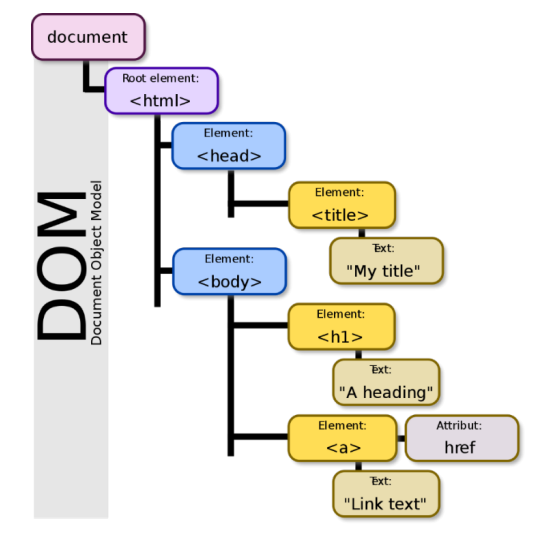 document
Root element:
<html>
Element:
<head>
Element:
<title>
Text:
"My title"
Element:
<body>
Element:
<h1>
Text:
"A heading"
Element:
<a>
Attribut:
href
Text:
"Link text"
DOM
Document Object Model